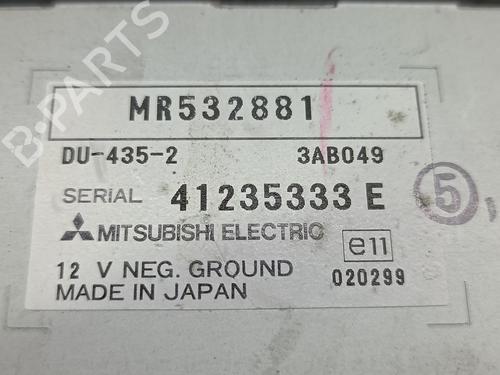 MR532881
DU-435-2 3AB049
SERIAL 41235333 E
5
MITSUBISHI ELECTRIC
e11
12 V NEG. GROUND 020299
MADE IN JAPAN
B-PARTS